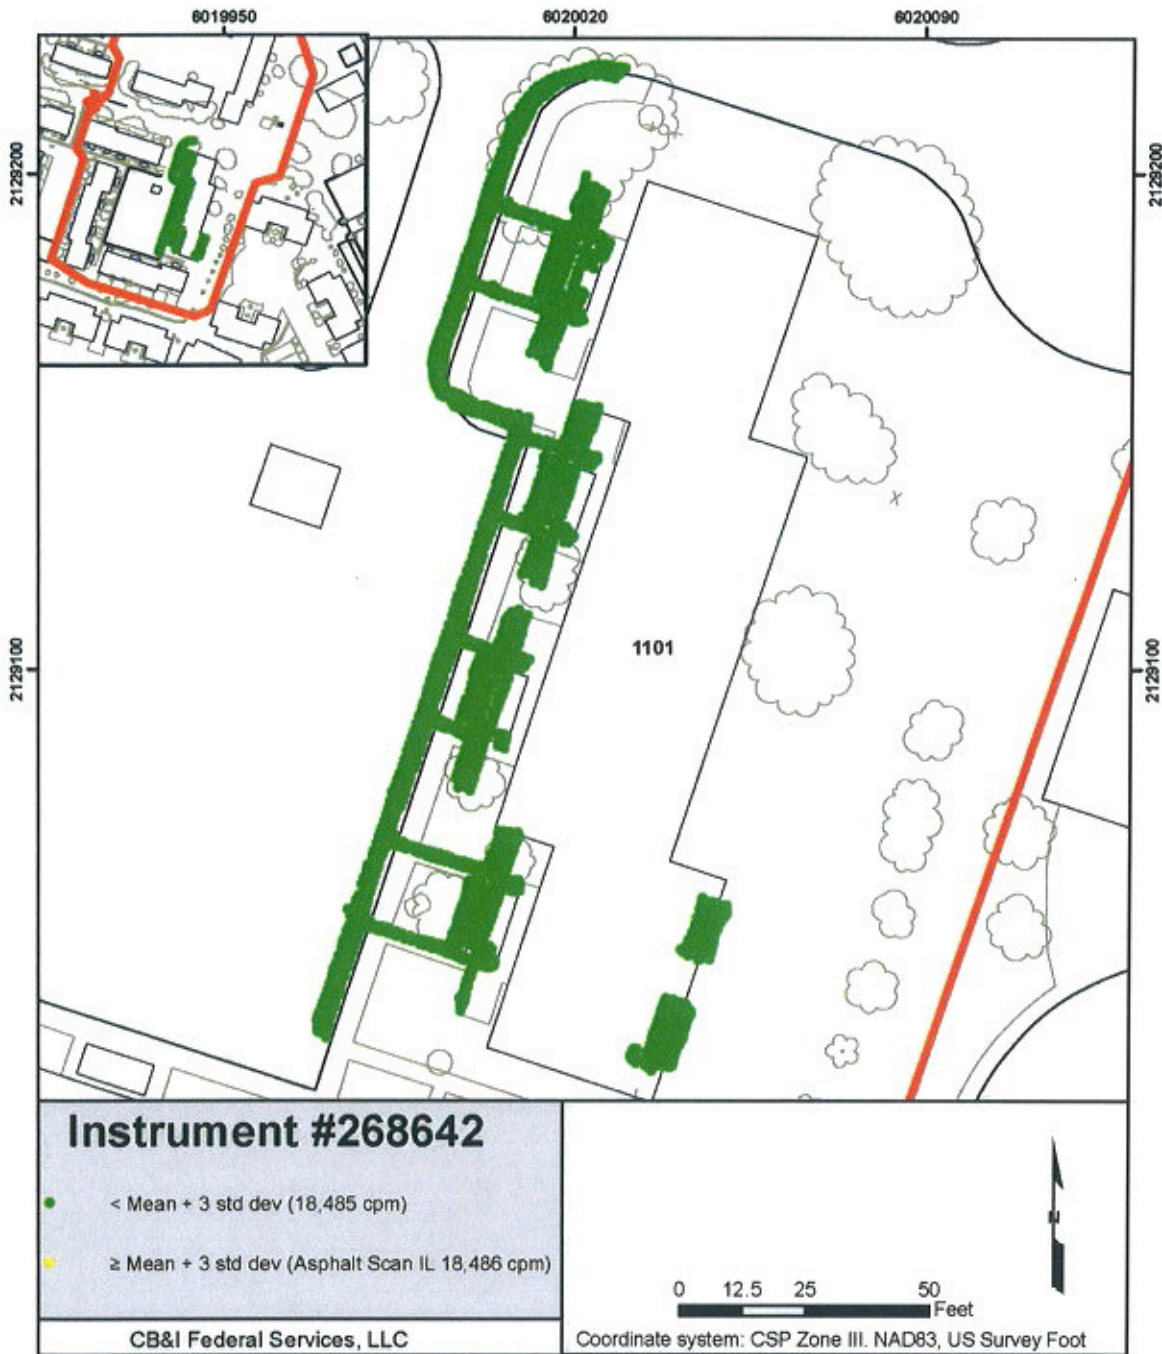 6019950 6020020 6020090
2129200 2129200
2129100 2129100
1101
Instrument #268642
< Mean + 3 std dev (18,485 cpm)
≥ Mean + 3 std dev (Asphalt Scan IL 18,486 cpm)
CB&I Federal Services, LLC
N
0 12.5 25 50
Feet
Coordinate system: CSP Zone III. NAD83, US Survey Foot